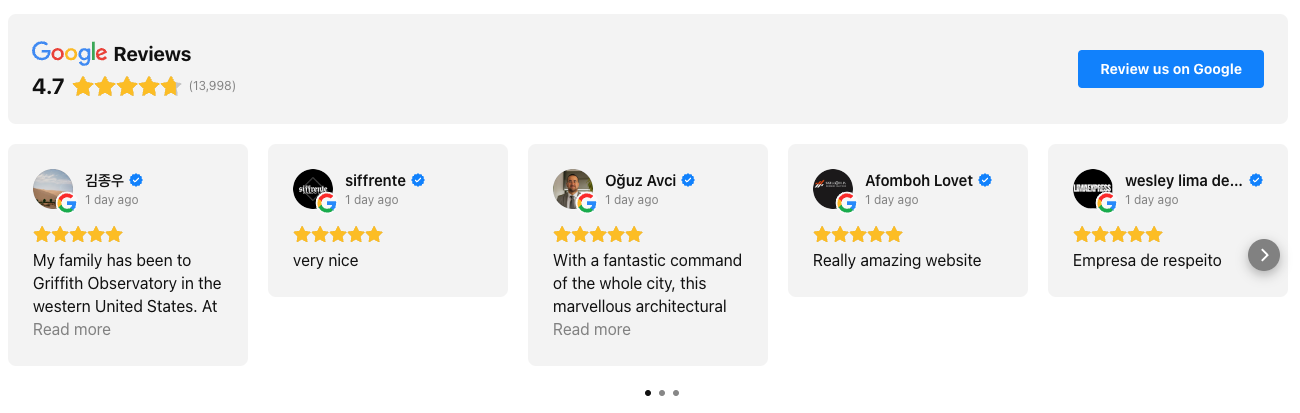 Google Reviews
4.7 (13,998)
Review us on Google
김종우
1 day ago
My family has been to
Griffith Observatory in the
western United States. At
Read more
siffrente
siffrente
1 day ago
very nice
Oğuz Avci
1 day ago
With a fantastic command
of the whole city, this
marvellous architectural
Read more
Afomboh Lovet
1 day ago
Really amazing website
LIMAEXPRESS
wesley lima de...
1 day ago
Empresa de respeito